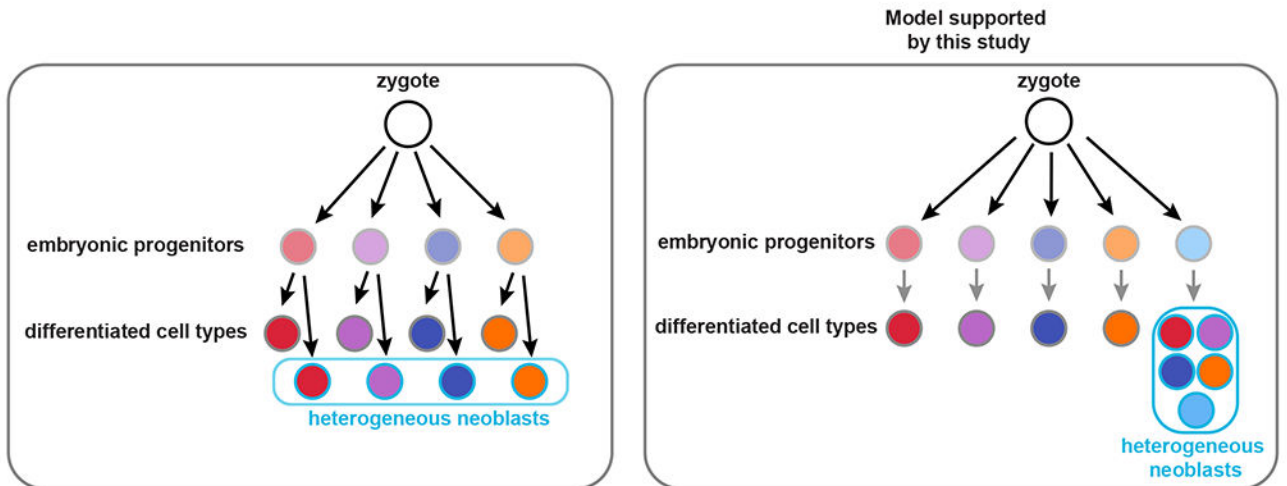 Model supported
by this study
zygote
embryonic progenitors
differentiated cell types
heterogeneous neoblasts
zygote
embryonic progenitors
differentiated cell types
heterogeneous
neoblasts